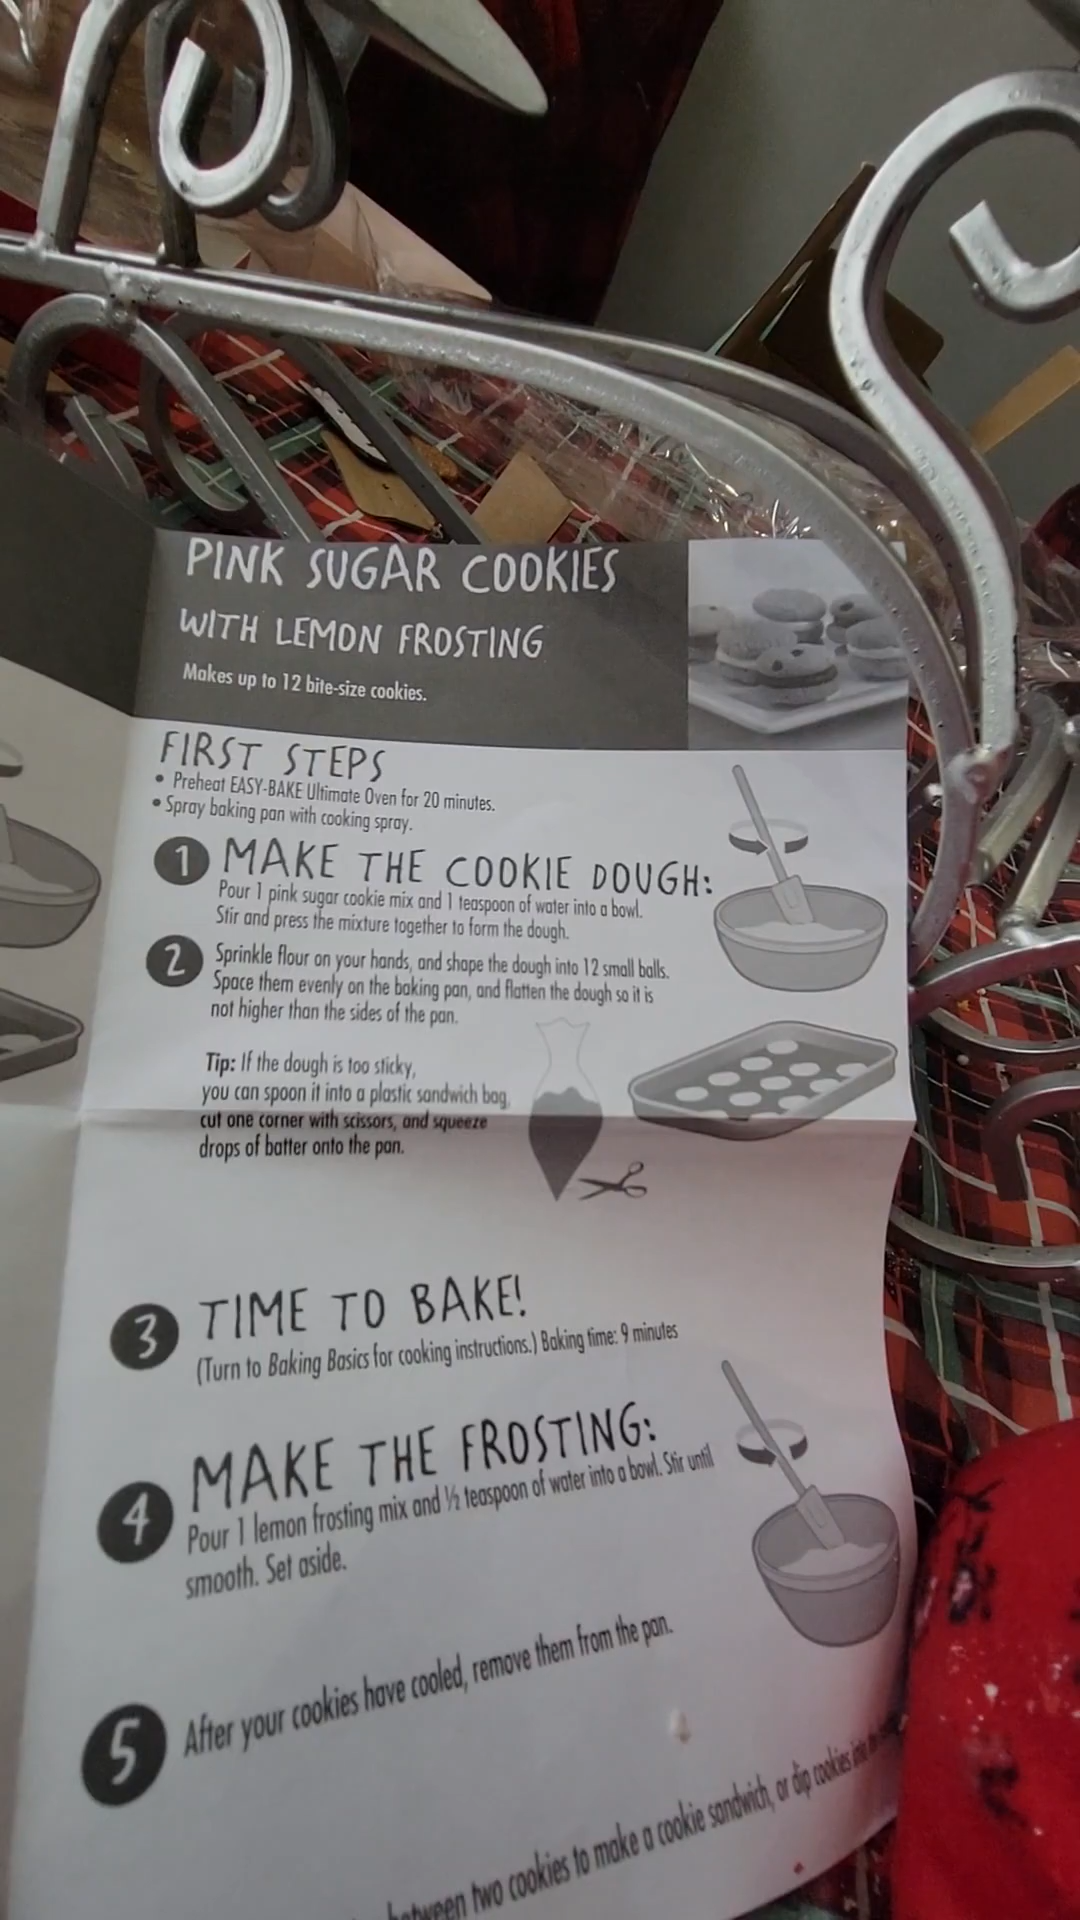 PINK SUGAR COOKIES
WITH LEMON FROSTING
Makes up to 12 bite-size cookies.
FIRST STEPS
• Preheat EASY-BAKE Ultimate Oven for 20 minutes.
• Spray baking pan with cooking spray.
1 MAKE THE COOKIE DOUGH:
Pour 1 pink sugar cookie mix and 1 teaspoon of water into a bowl.
Stir and press the mixture together to form the dough.
2 Sprinkle flour on your hands, and shape the dough into 12 small balls.
Space them evenly on the baking pan, and flatten the dough so it is
not higher than the sides of the pan.
Tip: If the dough is too sticky,
you can spoon it into a plastic sandwich bag,
cut one corner with scissors, and squeeze
drops of batter onto the pan.
3 TIME TO BAKE!
(Turn to Baking Basics for cooking instructions.) Baking time: 9 minutes
4 MAKE THE FROSTING:
Pour 1 lemon frosting mix and ½ teaspoon of water into a bowl. Stir until
smooth. Set aside.
5 After your cookies have cooled, remove them from the pan.
between two cookies to make a cookie sandwich, or dip cookies into the